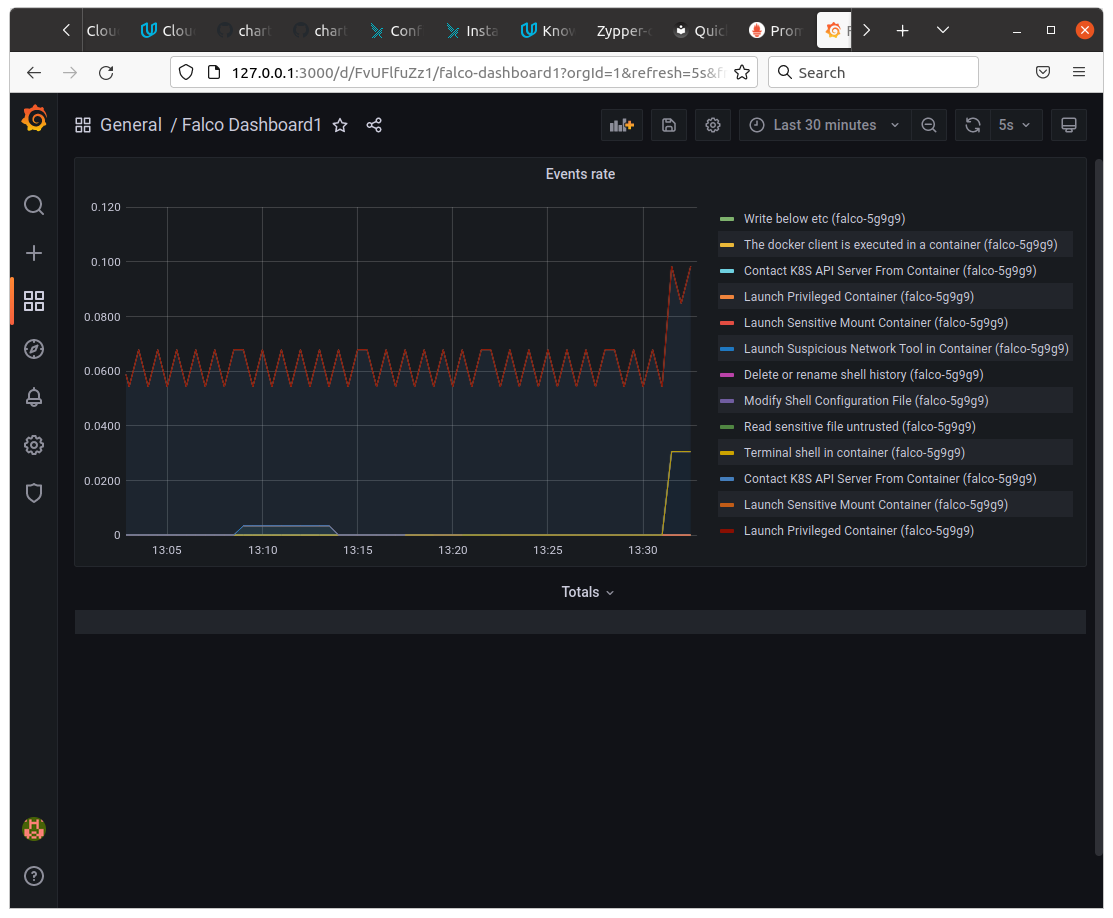 Clou Clou chart chart Conf Insta Know Zypper- Quic Prom
127.0.0.1:3000/d/FvUFlfuZz1/falco-dashboard1?orgId=1&refresh=5s&f Search
General / Falco Dashboard1 Last 30 minutes 5s
Events rate
0.120
0.100
0.0800
0.0600
0.0400
0.0200
0
13:05 13:10 13:15 13:20 13:25 13:30
Write below etc (falco-5g9g9)
The docker client is executed in a container (falco-5g9g9)
Contact K8S API Server From Container (falco-5g9g9)
Launch Privileged Container (falco-5g9g9)
Launch Sensitive Mount Container (falco-5g9g9)
Launch Suspicious Network Tool in Container (falco-5g9g9)
Delete or rename shell history (falco-5g9g9)
Modify Shell Configuration File (falco-5g9g9)
Read sensitive file untrusted (falco-5g9g9)
Terminal shell in container (falco-5g9g9)
Contact K8S API Server From Container (falco-5g9g9)
Launch Sensitive Mount Container (falco-5g9g9)
Launch Privileged Container (falco-5g9g9)
Totals